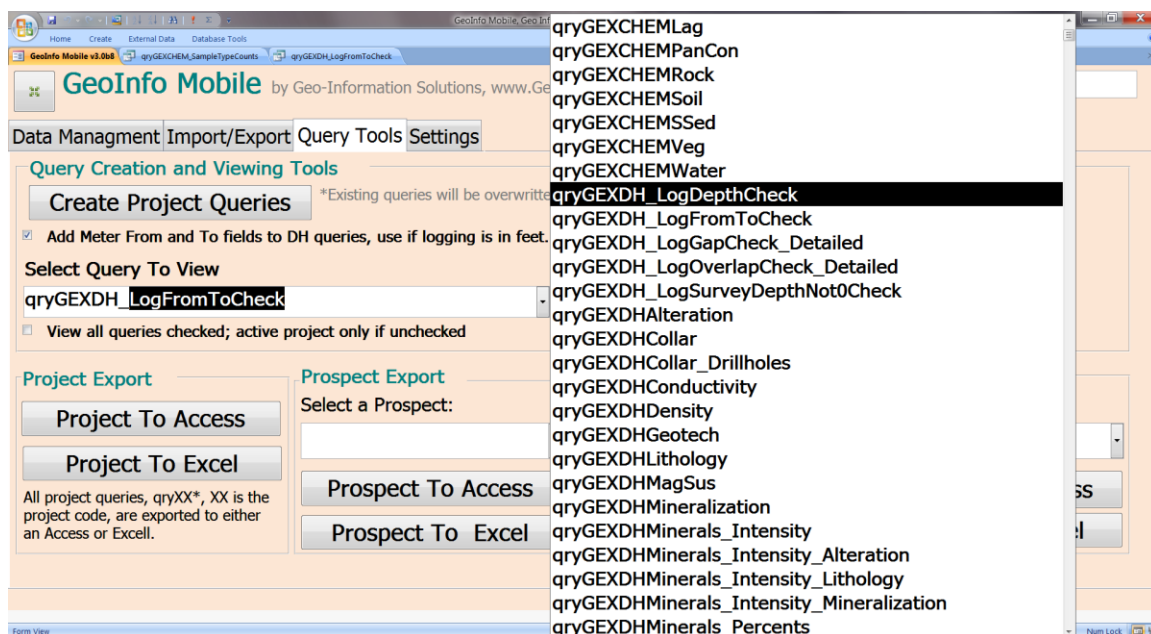 GeoInfo Mobile, Geo Inf
Home Create External Data Database Tools
GeoInfo Mobile v3.0b8 qryGEXCHEM_SampleTypeCounts qryGEXDH_LogFromToCheck
GeoInfo Mobile by Geo-Information Solutions, www.Ge
Data Managment Import/Export Query Tools Settings
Query Creation and Viewing Tools
Create Project Queries *Existing queries will be overwritte
Add Meter From and To fields to DH queries, use if logging is in feet.
Select Query To View
qryGEXDH_LogFromToCheck
View all queries checked; active project only if unchecked
Project Export
Project To Access
Project To Excel
All project queries, qryXX*, XX is the
project code, are exported to either
an Access or Excell.
Prospect Export
Select a Prospect:
Prospect To Access
Prospect To Excel
qryGEXCHEMLag
qryGEXCHEMPanCon
qryGEXCHEMRock
qryGEXCHEMSoil
qryGEXCHEMSSed
qryGEXCHEMVeg
qryGEXCHEMWater
qryGEXDH_LogDepthCheck
qryGEXDH_LogFromToCheck
qryGEXDH_LogGapCheck_Detailed
qryGEXDH_LogOverlapCheck_Detailed
qryGEXDH_LogSurveyDepthNot0Check
qryGEXDHAlteration
qryGEXDHCollar
qryGEXDHCollar_Drillholes
qryGEXDHConductivity
qryGEXDHDensity
qryGEXDHGeotech
qryGEXDHLithology
qryGEXDHMagSus
qryGEXDHMineralization
qryGEXDHMinerals_Intensity
qryGEXDHMinerals_Intensity_Alteration
qryGEXDHMinerals_Intensity_Lithology
qryGEXDHMinerals_Intensity_Mineralization
qryGEXDHMinerals_Percents
ss
el
Form View
Num Lock